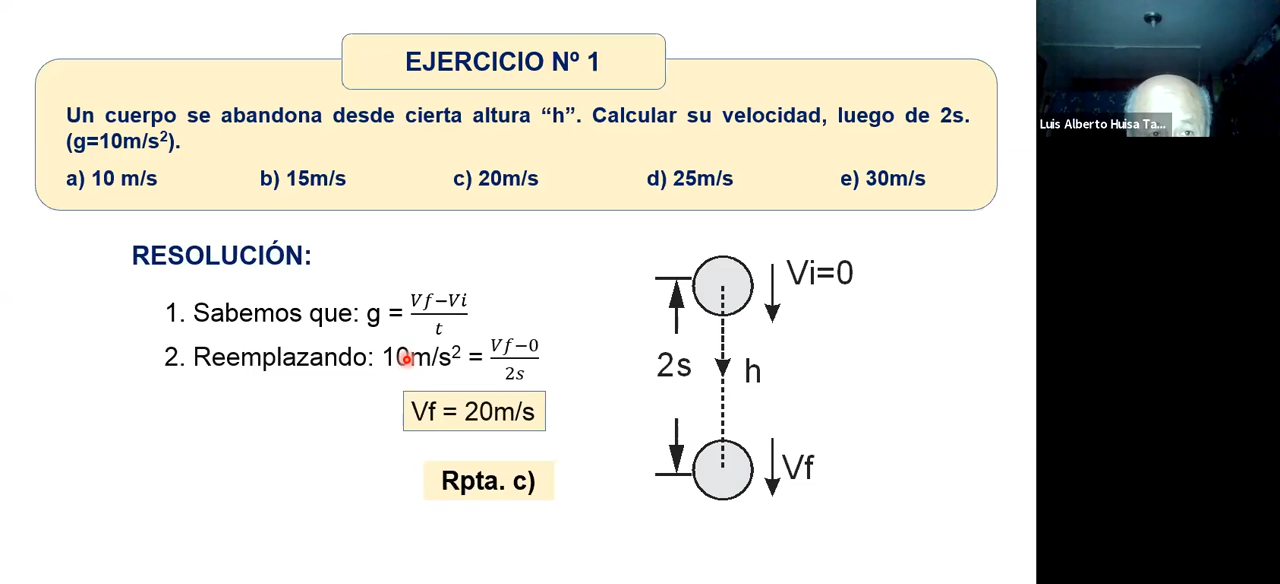 EJERCICIO Nº 1
Un cuerpo se abandona desde cierta altura “h”. Calcular su velocidad, luego de 2s.
(g=10m/s²).
a) 10 m/s b) 15m/s c) 20m/s d) 25m/s e) 30m/s
RESOLUCIÓN:
1. Sabemos que: g = Vf−Vi / t
2. Reemplazando: 10m/s² = Vf−0 / 2s
Vf = 20m/s
Rpta. c)
Vi=0
2s
h
Vf
Luis Alberto Huisa Ta...